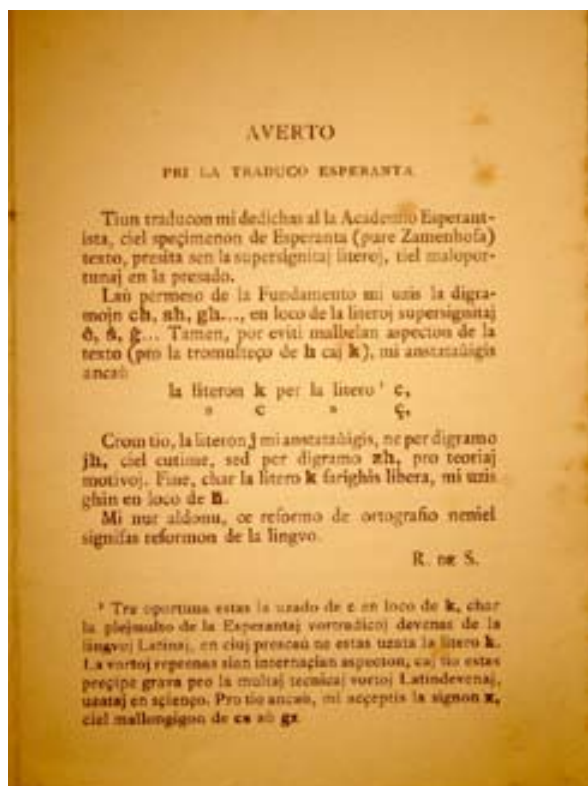 AVERTO
PRI LA TRADUCO ESPERANTA
Tiun traducon mi dedichas al la Academio Esperant-
ista, ciel speçimenon de Esperanta (pure Zamenhofa)
texto, presita sen la supersignitaj literoj, tiel malopor-
tunaj en la presado.
Laŭ permeso de la Fundamento mi uzis la digra-
mojn ch, sh, gh..., en loco de la literoj supersignitaj
ĉ, ŝ, ĝ... Tamen, por eviti malbelan aspecton de la
texto (pro la tromulteço de h caj k), mi anstataŭigis
ancaŭ
la literon k per la litero ¹ c,
» c » ç,
Crom tio, la literon j mi anstataŭigis, ne per digramo
jh, ciel cutime, sed per digramo zh, pro teoriaj
motivoj. Fine, char la litero k farighis libera, mi uzis
ghin en loco de ĥ.
Mi nur aldonu, ce reformo de ortografio neniel
signifas reformon de la lingvo.
R. DE S.
¹ Tre oportuna estas la uzado de c en loco de k, char
la plejmulto de la Esperantaj vortradicoj devenas de la
lingvoj Latinaj, en ciuj prescaŭ ne estas uzata la litero k.
La vortoj reprenas sian internaçian aspecton, caj tio estas
preçipe grava pro la multaj tecnicaj vortoj Latindevenaj,
uzataj en sçienço. Pro tio ancaŭ, mi acceptis la signon x,
ciel mallongigon de cs aŭ gz